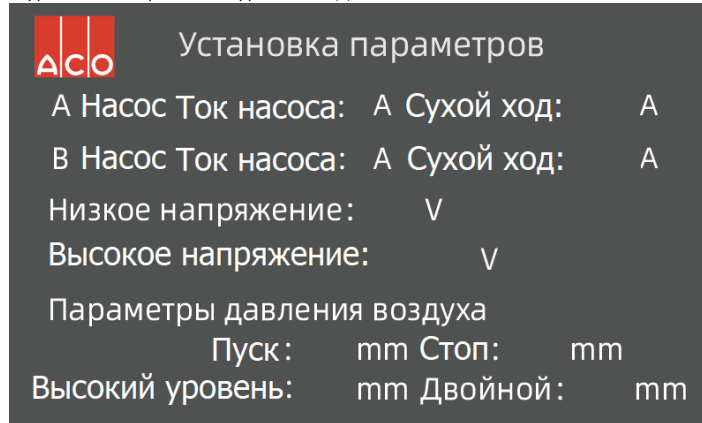 ACO Установка параметров
A Насос Ток насоса: A Сухой ход: A
B Насос Ток насоса: A Сухой ход: A
Низкое напряжение: V
Высокое напряжение: V
Параметры давления воздуха
Пуск: mm Стоп: mm
Высокий уровень: mm Двойной: mm